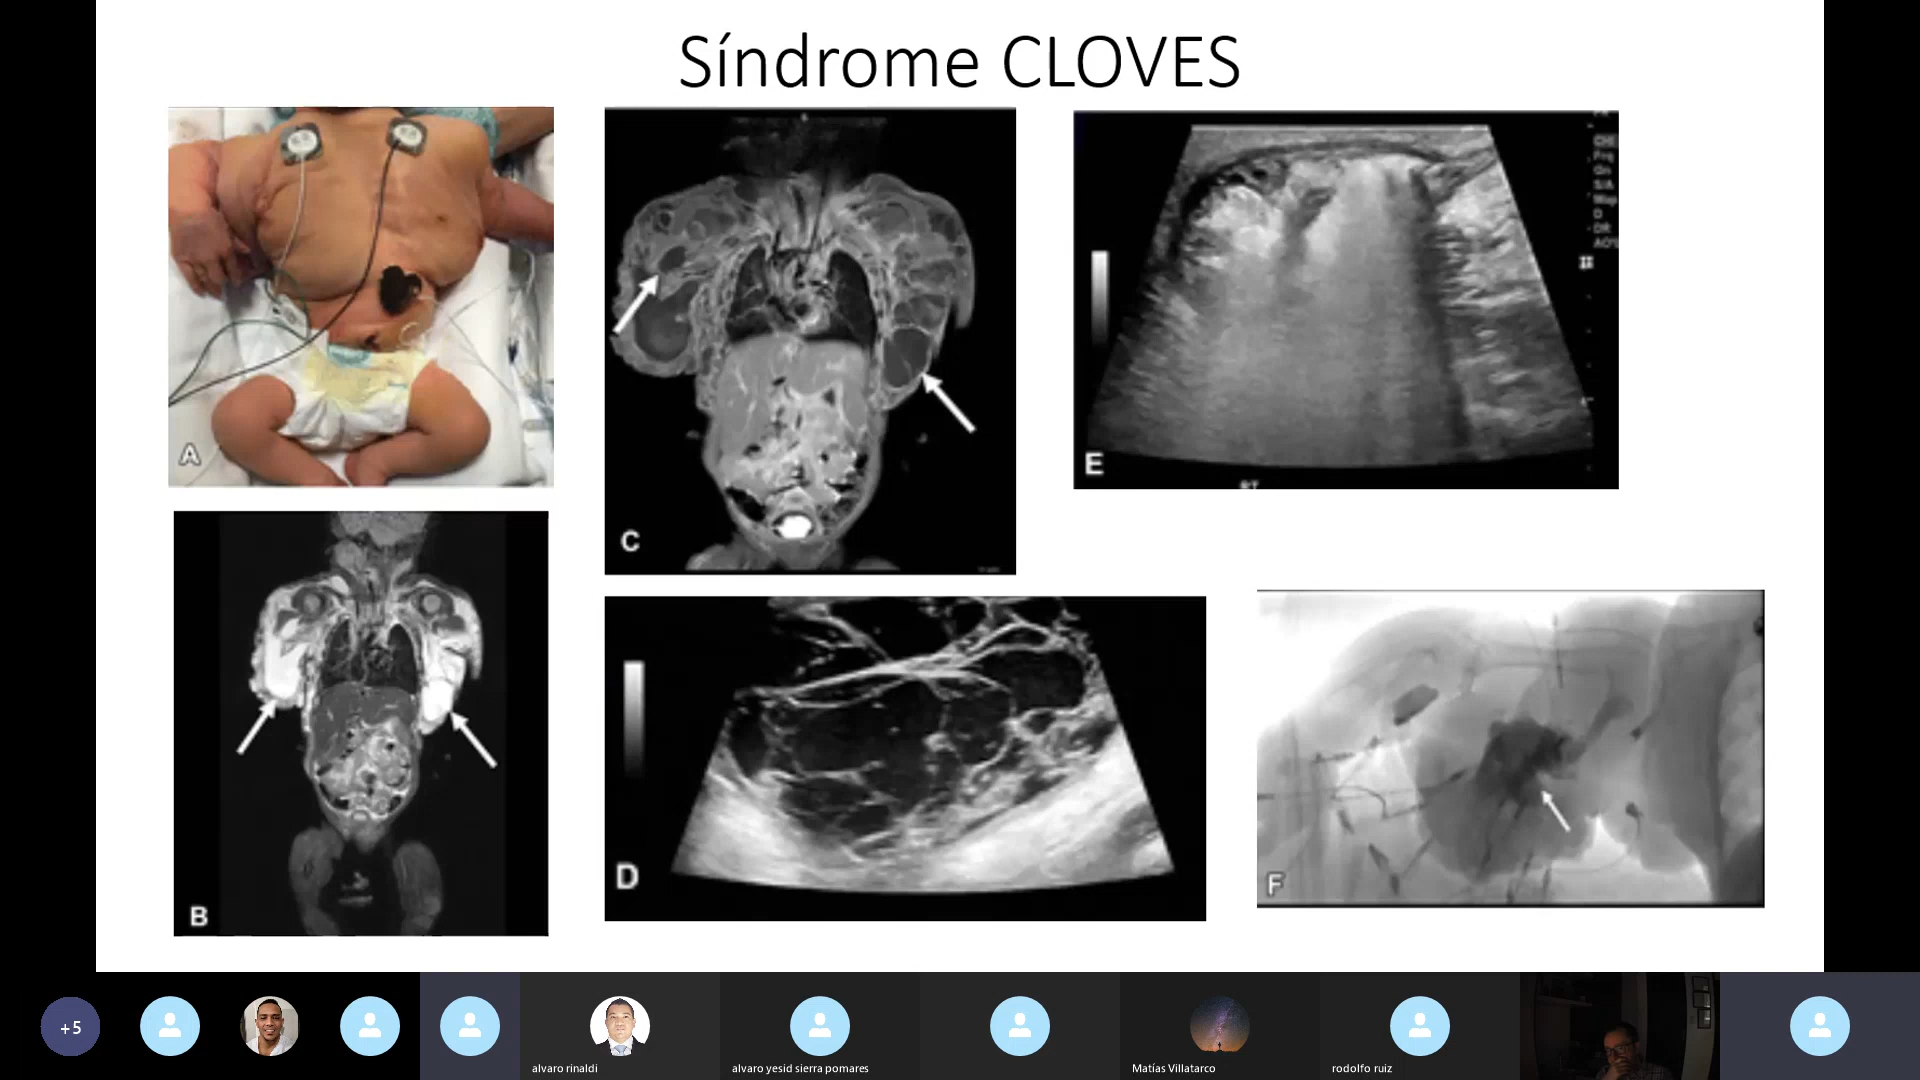 Síndrome CLOVES
A
B
C
D
E
F
+5
alvaro rinaldi
alvaro yesid sierra pomares
Matías Villatarco
rodolfo ruiz